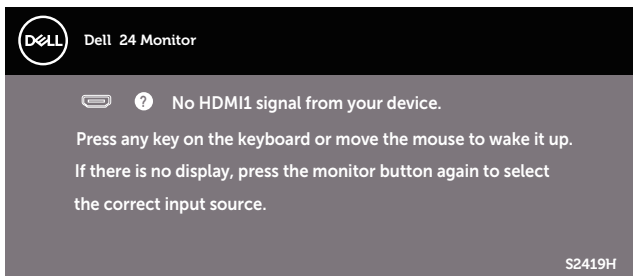 DELL Dell 24 Monitor
? No HDMI1 signal from your device.
Press any key on the keyboard or move the mouse to wake it up.
If there is no display, press the monitor button again to select
the correct input source.
S2419H